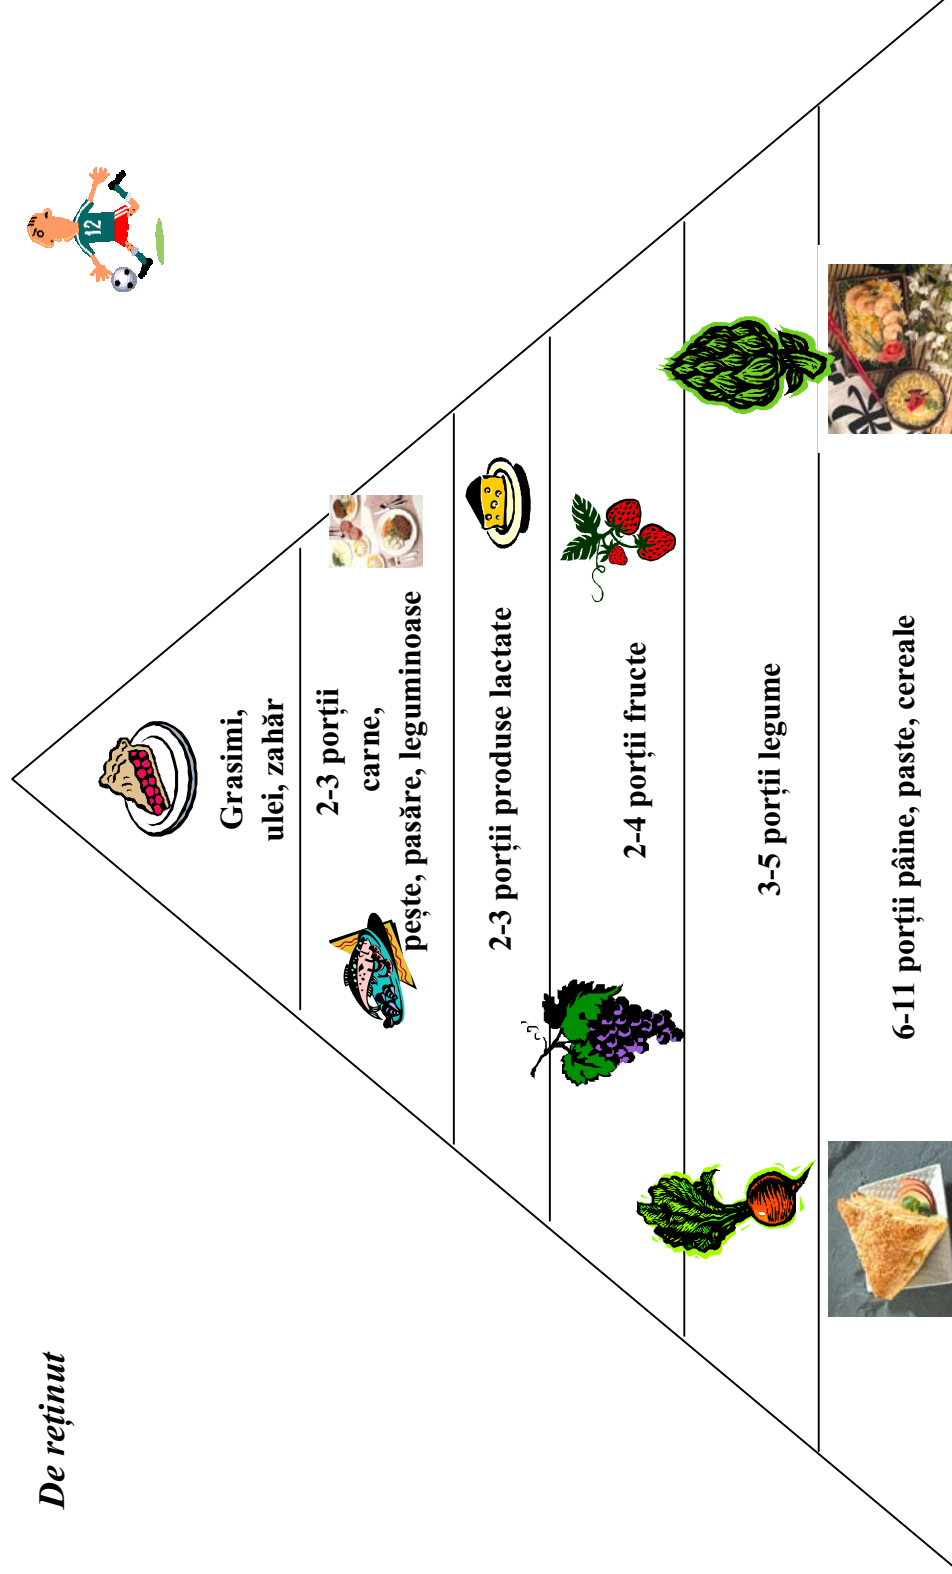 De reținut
12
Grasimi,
ulei, zahăr
2-3 porții
carne,
pește, pasăre, leguminoase
2-3 porții produse lactate
2-4 porții fructe
3-5 porții legume
6-11 porții pâine, paste, cereale